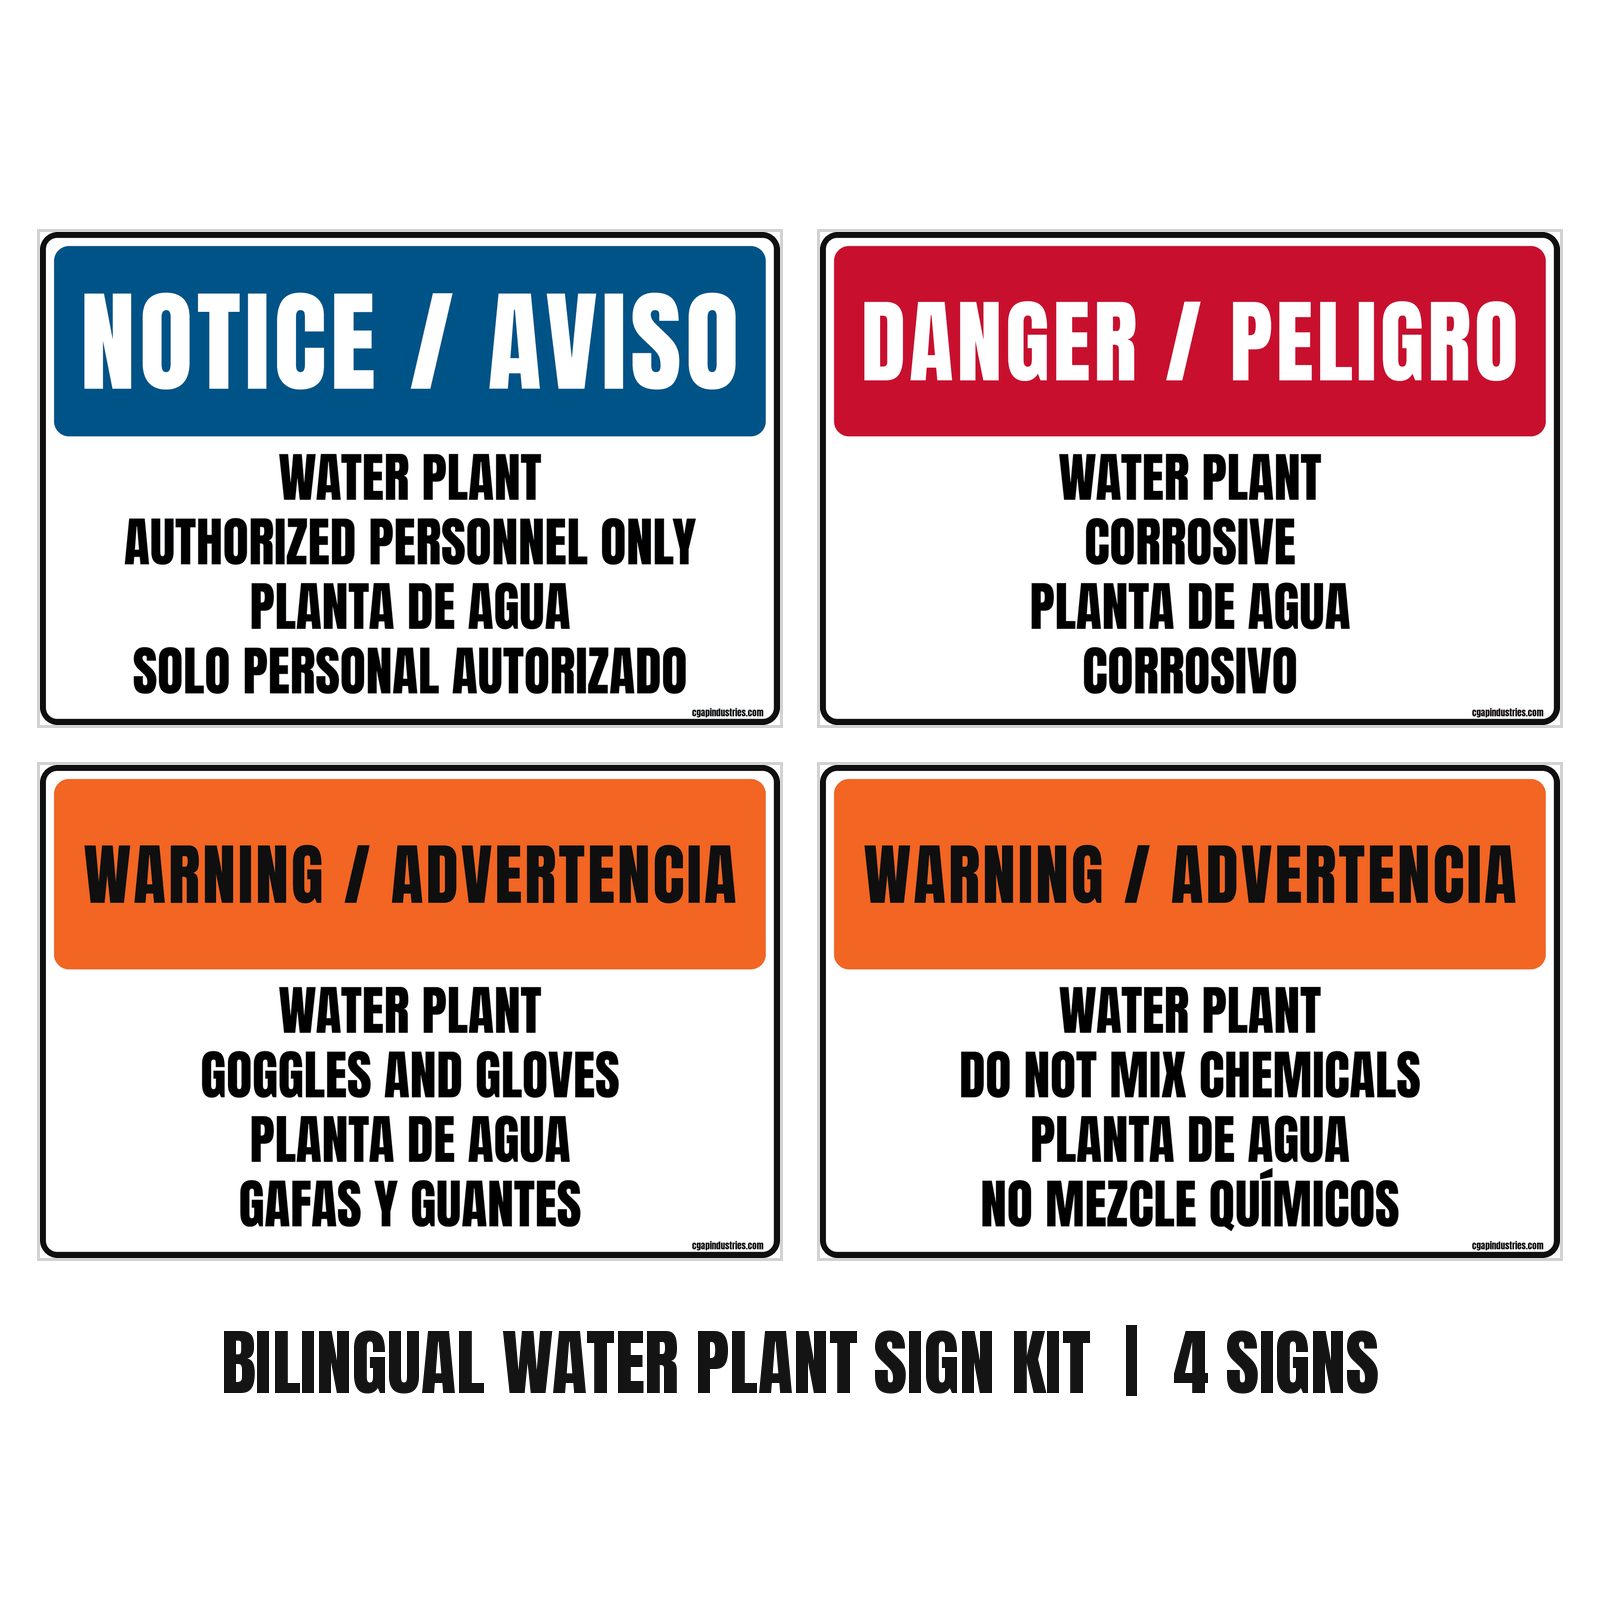 NOTICE / AVISO
WATER PLANT
AUTHORIZED PERSONNEL ONLY
PLANTA DE AGUA
SOLO PERSONAL AUTORIZADO
cgapindustries.com
DANGER / PELIGRO
WATER PLANT
CORROSIVE
PLANTA DE AGUA
CORROSIVO
cgapindustries.com
WARNING / ADVERTENCIA
WATER PLANT
GOGGLES AND GLOVES
PLANTA DE AGUA
GAFAS Y GUANTES
cgapindustries.com
WARNING / ADVERTENCIA
WATER PLANT
DO NOT MIX CHEMICALS
PLANTA DE AGUA
NO MEZCLE QUÍMICOS
cgapindustries.com
BILINGUAL WATER PLANT SIGN KIT | 4 SIGNS